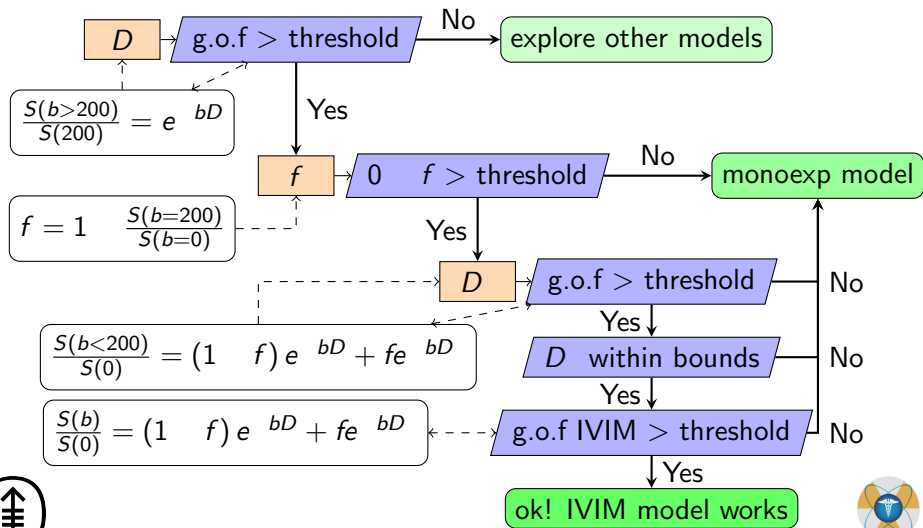 D
g.o.f > threshold
No
explore other models
S(b>200)/S(200) = e bD
Yes
f
0 f > threshold
No
monoexp model
f = 1 S(b=200)/S(b=0)
Yes
D
g.o.f > threshold
No
Yes
S(b<200)/S(0) = (1 f) e bD + fe bD
D within bounds
No
Yes
S(b)/S(0) = (1 f) e bD + fe bD
g.o.f IVIM > threshold
No
Yes
ok! IVIM model works